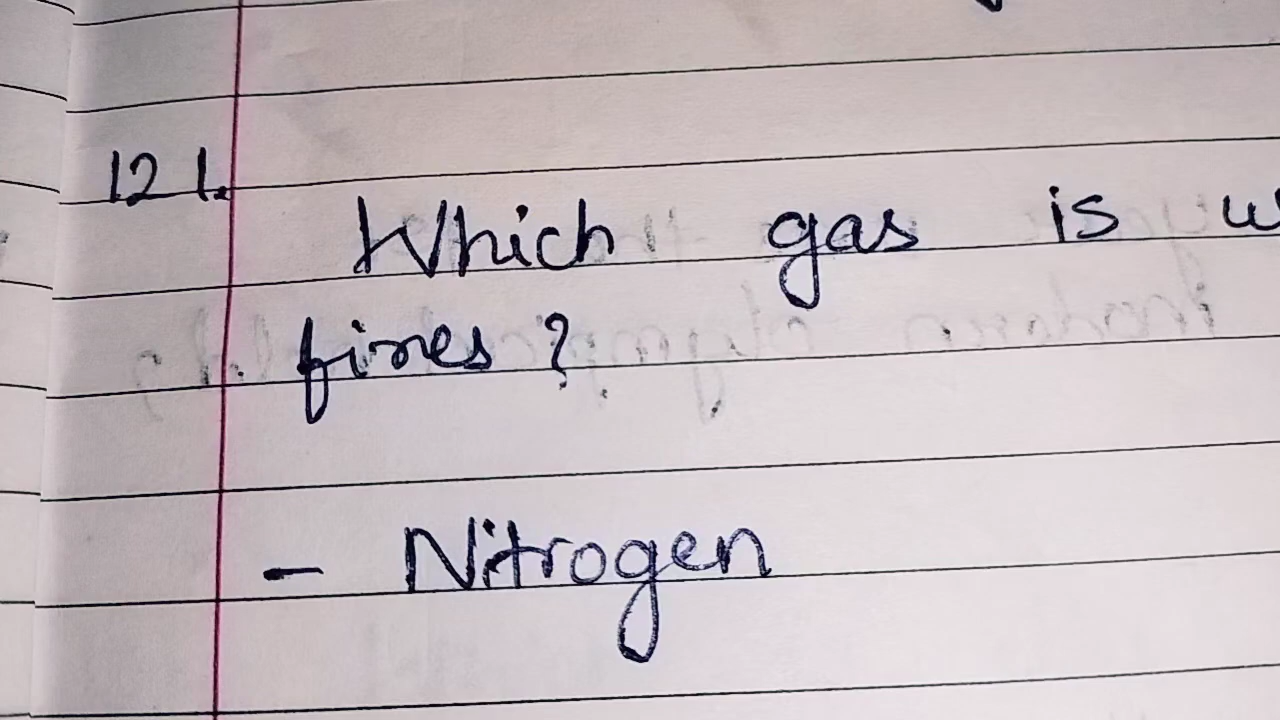 121.
Which gas is
fires?
- Nitrogen